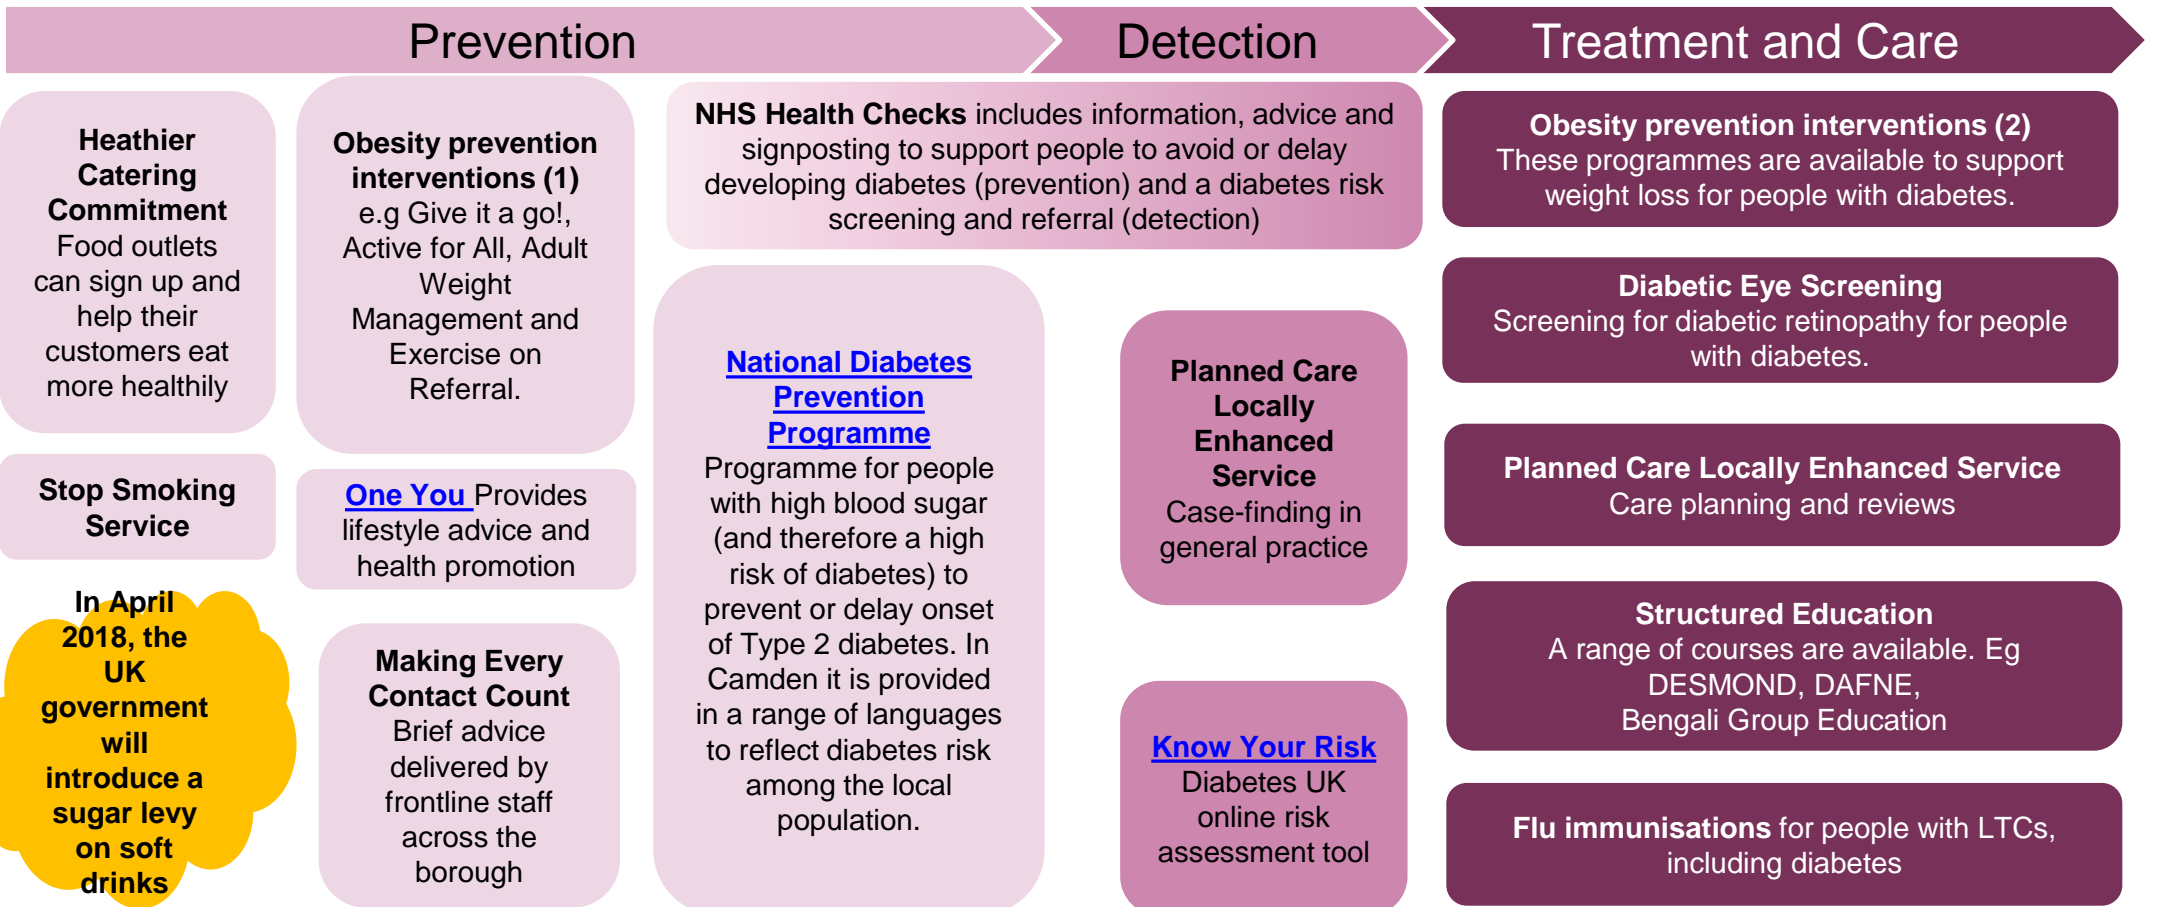 Prevention
Detection
Treatment and Care
Heathier
Catering
Commitment
Food outlets
can sign up and
help their
customers eat
more healthily
Stop Smoking
Service
In April
2018, the
UK
government
will
introduce a
sugar levy
on soft
drinks
Obesity prevention
interventions (1)
e.g Give it a go!,
Active for All, Adult
Weight
Management and
Exercise on
Referral.
One You Provides
lifestyle advice and
health promotion
Making Every
Contact Count
Brief advice
delivered by
frontline staff
across the
borough
NHS Health Checks includes information, advice and
signposting to support people to avoid or delay
developing diabetes (prevention) and a diabetes risk
screening and referral (detection)
National Diabetes
Prevention
Programme
Programme for people
with high blood sugar
(and therefore a high
risk of diabetes) to
prevent or delay onset
of Type 2 diabetes. In
Camden it is provided
in a range of languages
to reflect diabetes risk
among the local
population.
Planned Care
Locally
Enhanced
Service
Case-finding in
general practice
Know Your Risk
Diabetes UK
online risk
assessment tool
Obesity prevention interventions (2)
These programmes are available to support
weight loss for people with diabetes.
Diabetic Eye Screening
Screening for diabetic retinopathy for people
with diabetes.
Planned Care Locally Enhanced Service
Care planning and reviews
Structured Education
A range of courses are available. Eg
DESMOND, DAFNE,
Bengali Group Education
Flu immunisations for people with LTCs,
including diabetes